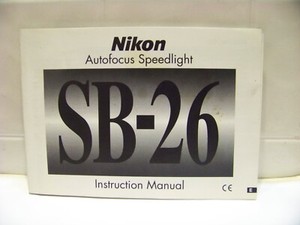 Nikon
Autofocus Speedlight
SB-26
Instruction Manual
CE